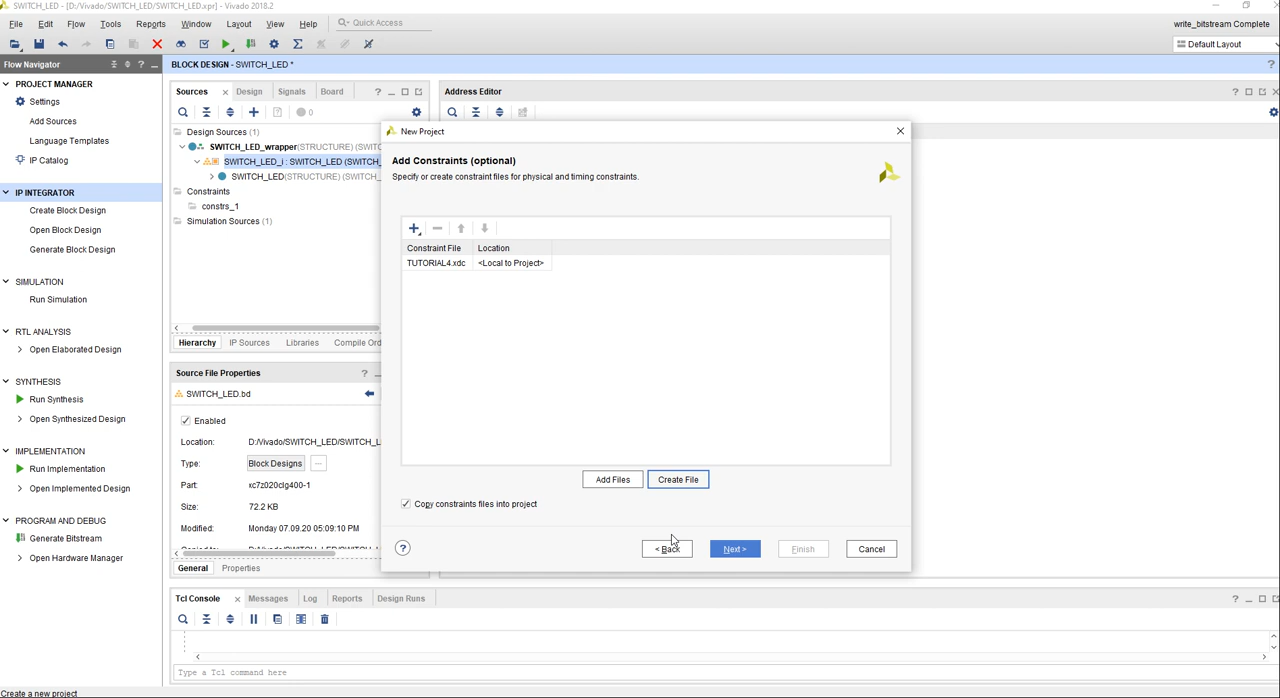 SWITCH_LED - [D:/Vivado/SWITCH_LED/SWITCH_LED.xpr] - Vivado 2018.2
File Edit Flow Tools Reports Window Layout View Help Quick Access
write_bitstream Complete
Default Layout
Flow Navigator
BLOCK DESIGN - SWITCH_LED *
PROJECT MANAGER
Settings
Add Sources
Language Templates
IP Catalog
IP INTEGRATOR
Create Block Design
Open Block Design
Generate Block Design
SIMULATION
Run Simulation
RTL ANALYSIS
Open Elaborated Design
SYNTHESIS
Run Synthesis
Open Synthesized Design
IMPLEMENTATION
Run Implementation
Open Implemented Design
PROGRAM AND DEBUG
Generate Bitstream
Open Hardware Manager
Sources Design Signals Board
0
Design Sources (1)
SWITCH_LED_wrapper(STRUCTURE) (SWITC
SWITCH_LED_i : SWITCH_LED (SWITCH_
SWITCH_LED(STRUCTURE) (SWITCH_
Constraints
constrs_1
Simulation Sources (1)
Hierarchy IP Sources Libraries Compile Ord
Source File Properties
SWITCH_LED.bd
Enabled
Location: D:/Vivado/SWITCH_LED/SWITCH_L
Type: Block Designs ...
Part: xc7z020clg400-1
Size: 72.2 KB
Modified: Monday 07.09.20 05:09:10 PM
General Properties
Address Editor
New Project
Add Constraints (optional)
Specify or create constraint files for physical and timing constraints.
Constraint File Location
TUTORIAL4.xdc <Local to Project>
Add Files Create File
Copy constraints files into project
< Back Next > Finish Cancel
Tcl Console Messages Log Reports Design Runs
Type a Tcl command here
Create a new project